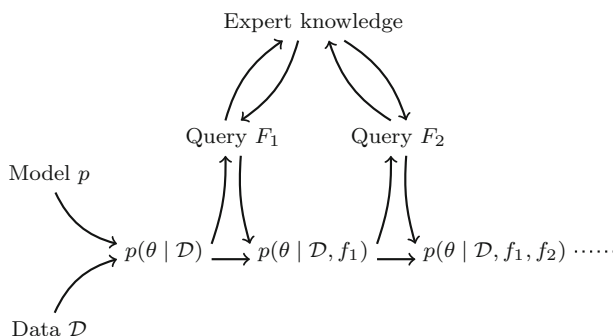 Expert knowledge
Query F₁ Query F₂
Model p
p(θ | 𝒟) p(θ | 𝒟, f₁) p(θ | 𝒟, f₁, f₂) ······
Data 𝒟